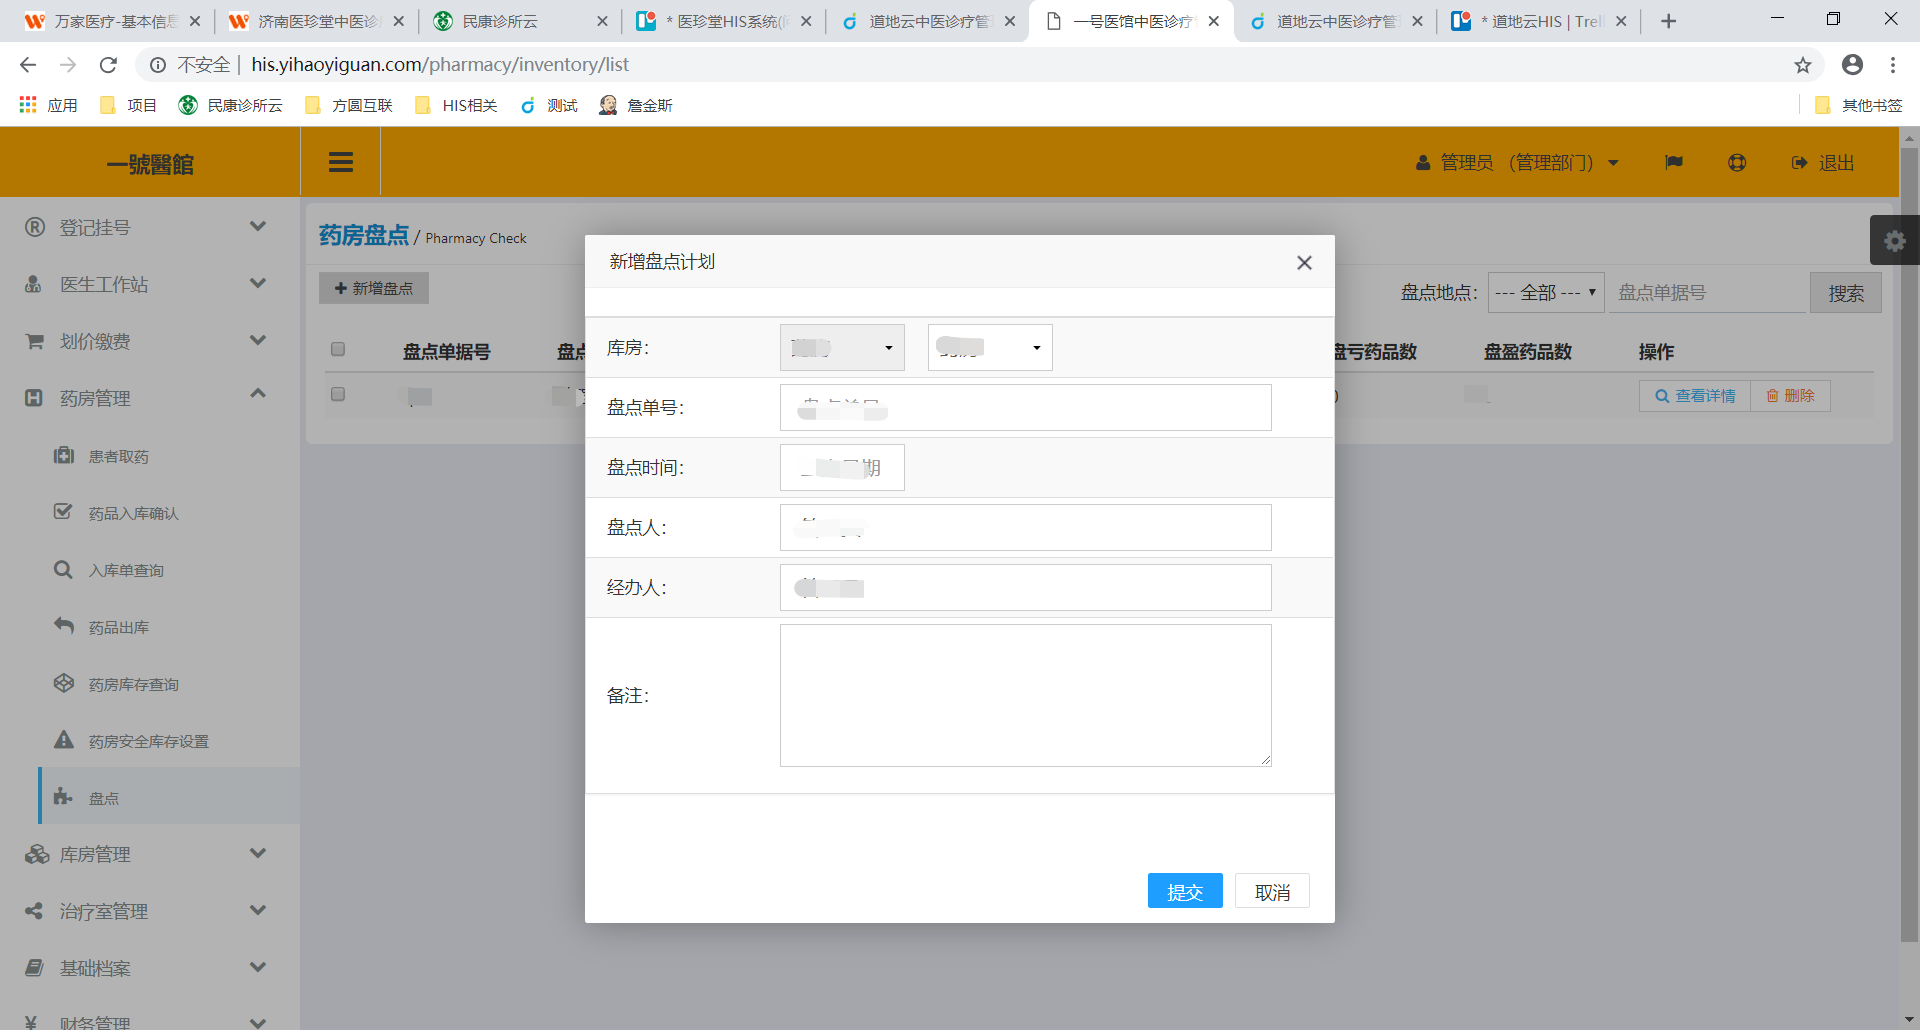 万家医疗-基本信息
济南医珍堂中医诊
民康诊所云
* 医珍堂HIS系统(
道地云中医诊疗管
一号医馆中医诊疗
道地云中医诊疗管
* 道地云HIS | Trel
不安全 | his.yihaoyiguan.com/pharmacy/inventory/list
应用
项目
民康诊所云
方圆互联
HIS相关
测试
詹金斯
其他书签
一號醫館
管理员 （管理部门）
退出
登记挂号
医生工作站
划价缴费
药房管理
患者取药
药品入库确认
入库单查询
药品出库
药房库存查询
药房安全库存设置
盘点
库房管理
治疗室管理
基础档案
财务管理
药房盘点 / Pharmacy Check
新增盘点
盘点地点： --- 全部 --- 盘点单据号 搜索
盘点单据号 盘点 盘亏药品数 盘盈药品数 操作
查看详情 删除
新增盘点计划
库房：
盘点单号：
盘点时间： 期
盘点人：
经办人：
备注：
提交 取消